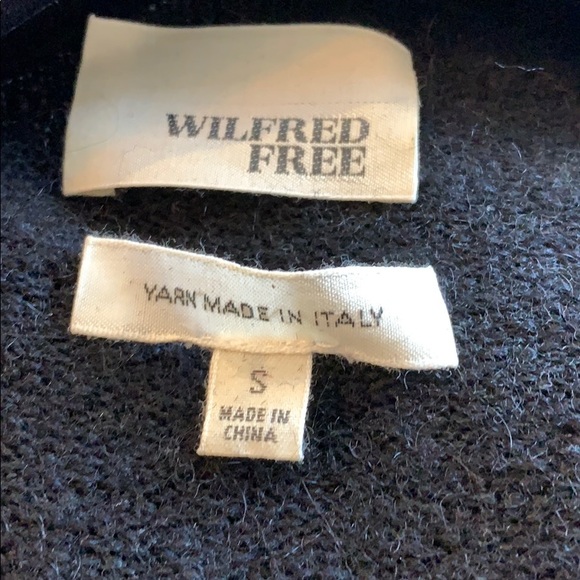 WILFRED
FREE
YARN MADE IN ITALY
S
MADE IN
CHINA